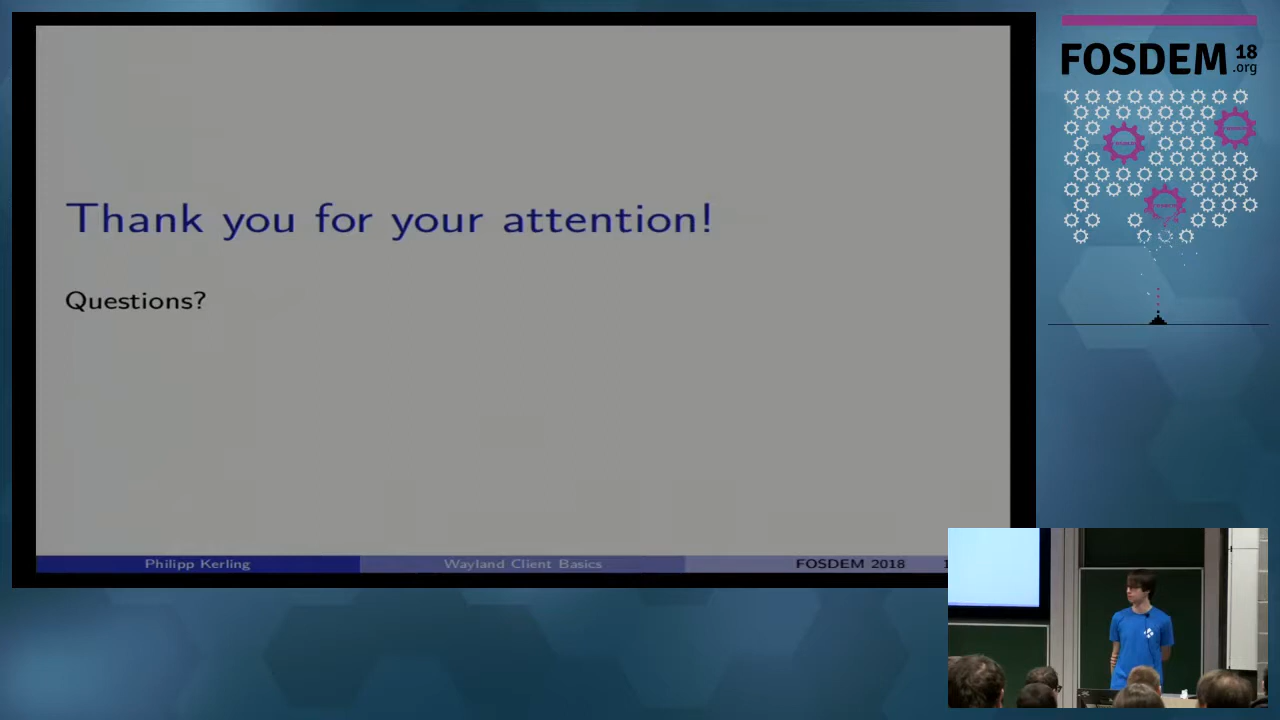 Thank you for your attention!
Questions?
Philipp Kerling
Wayland Client Basics
FOSDEM 2018
FOSDEM 18
.org